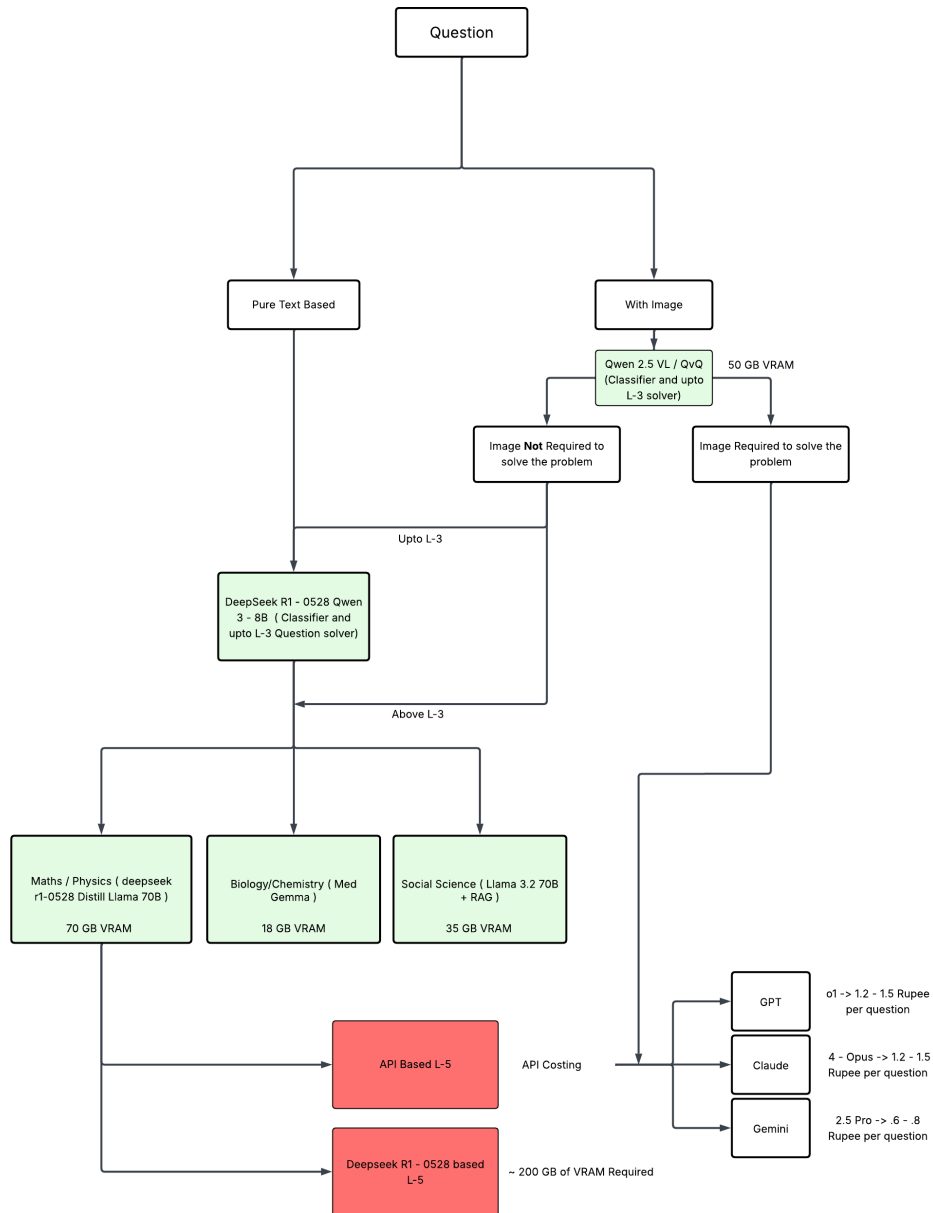 Question
Pure Text Based
With Image
Qwen 2.5 VL / QvQ
(Classifier and upto
L-3 solver)
50 GB VRAM
Image Not Required to
solve the problem
Image Required to solve the
problem
Upto L-3
DeepSeek R1 - 0528 Qwen
3 - 8B  ( Classifier and
upto L-3 Question solver)
Above L-3
Maths / Physics ( deepseek
r1-0528 Distill Llama 70B )
70 GB VRAM
Biology/Chemistry ( Med
Gemma )
18 GB VRAM
Social Science ( Llama 3.2 70B
+ RAG )
35 GB VRAM
API Based L-5
API Costing
GPT
o1 -> 1.2 - 1.5 Rupee
per question
Claude
4 - Opus -> 1.2 - 1.5
Rupee per question
Gemini
2.5 Pro -> .6 - .8
Rupee per question
Deepseek R1 - 0528 based
L-5
~ 200 GB of VRAM Required